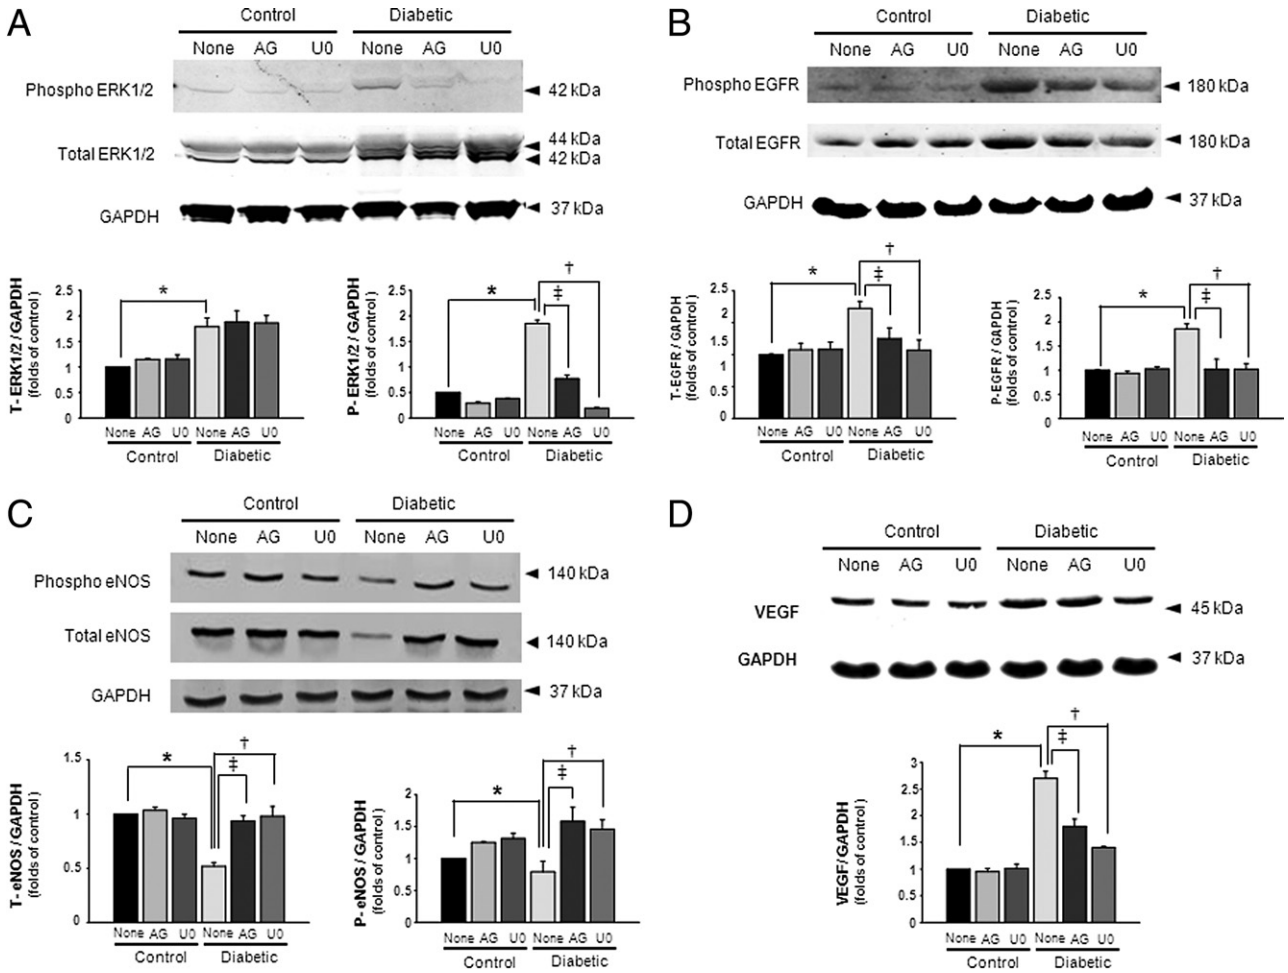 A
Control Diabetic
None AG U0 None AG U0
Phospho ERK1/2 42 kDa
44 kDa
Total ERK1/2
42 kDa
GAPDH 37 kDa
T- ERK1/2 / GAPDH
(folds of control)
2.5
2
1.5
1
0.5
0
*
None AG U0 None AG U0
Control Diabetic
P- ERK1/2 / GAPDH
(folds of control)
2.5
2
1.5
1
0.5
0
* ‡ †
None AG U0 None AG U0
Control Diabetic
B
Control Diabetic
None AG U0 None AG U0
Phospho EGFR 180 kDa
Total EGFR 180 kDa
GAPDH 37 kDa
T-EGFR / GAPDH
(folds of control)
2.5
2
1.5
1
0.5
0
* ‡ †
None AG U0 None AG U0
Control Diabetic
P-EGFR / GAPDH
(folds of control)
2.5
2
1.5
1
0.5
0
* ‡ †
None AG U0 None AG U0
Control Diabetic
C
Control Diabetic
None AG U0 None AG U0
Phospho eNOS 140 kDa
Total eNOS 140 kDa
GAPDH 37 kDa
T- eNOS / GAPDH
(folds of control)
1.5
1
0.5
0
* ‡ †
None AG U0 None AG U0
Control Diabetic
P- eNOS / GAPDH
(folds of control)
2
1.5
1
0.5
0
* ‡ †
None AG U0 None AG U0
Control Diabetic
D
Control Diabetic
None AG U0 None AG U0
VEGF 45 kDa
GAPDH 37 kDa
VEGF/ GAPDH
(folds of control)
3
2.5
2
1.5
1
0.5
0
* ‡ †
None AG U0 None AG U0
Control Diabetic